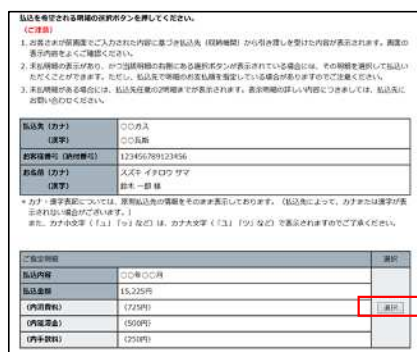 払込を希望される明細の選択ボタンを押してください。
(ご注意)
1. お客さまが前画面でご入力された内容に基づき払込先(収納機関)から引き渡しを受けた内容が表示されます。画面の
表示内容をよくご確認ください。
2. 未払明細の表示があり、かつ当該明細の右側にある選択ボタンが表示されている場合には、その明細を選択して払込い
ただくことができます。ただし、払込先で明細のお支払順を指定している場合がありますのでご注意ください。
3. 未払明細がある場合には、払込先任意の2明細までが表示されます。表示明細の詳しい内容につきましては、払込先に
お問い合わせください。
払込先(カナ) 〇〇ガス
(漢字) 〇〇瓦斯
お客様番号(納付番号) 123456789123456
お名前(カナ) スズキ イチロウ サマ
(漢字) 鈴木 一郎 様
* カナ・漢字表記については、原則払込先の情報をそのまま表示しております。(払込先によって、カナまたは漢字が表
示されない場合がございます。)
また、カナ小文字(「ュ」「ッ」など)は、カナ大文字(「ユ」「ツ」など)で表示されますのでご了承ください。
ご指定明細 選択
払込内容 〇〇年〇〇月
払込金額 15,225円
(内消費税) (725円) 選択
(内延滞金) (500円)
(内手数料) (250円)